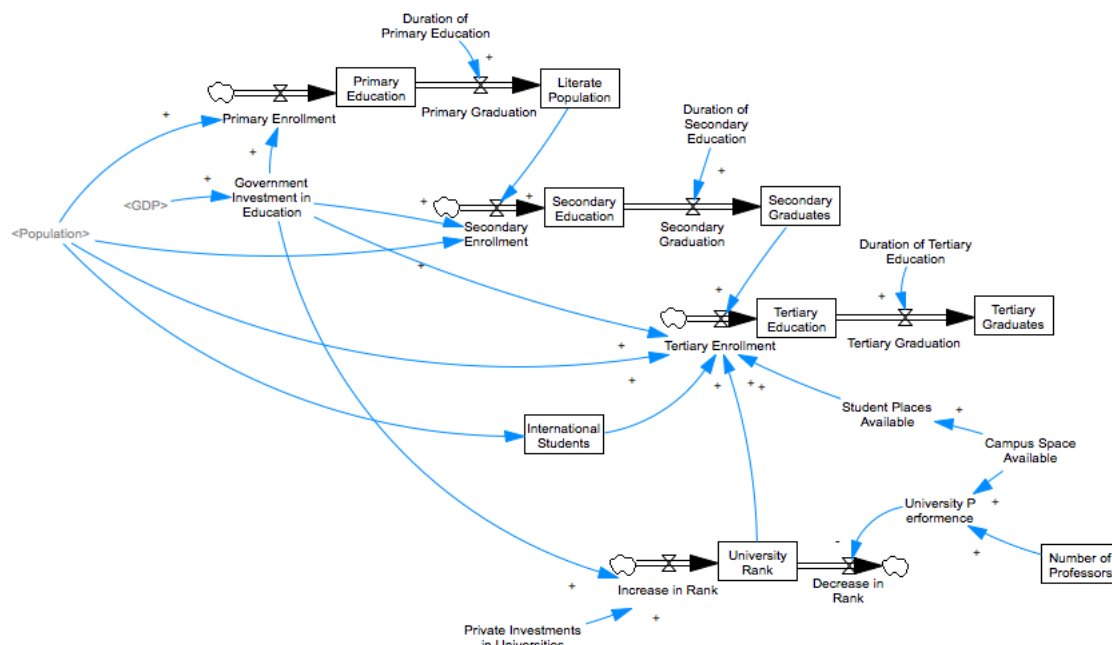 Duration of
Primary Education
+
Primary
Education
Literate
Population
Primary Graduation
+
Primary Enrollment
Duration of
Secondary
Education
+
+
+
<GDP>
Government
Investment in
Education
+
+
Secondary
Education
Secondary
Graduates
Secondary
Enrollment
Secondary
Graduation
<Population>
Duration of Tertiary
Education
+
+
+
Tertiary
Education
Tertiary
Graduates
Tertiary Enrollment
Tertiary Graduation
+
+
+
+
+
Student Places
Available
+
International
Students
Campus Space
Available
University P
erformence
+
-
+
University
Rank
Number of
Professors
+
Increase in Rank
Decrease in
Rank
+
Private Investments
in Universities